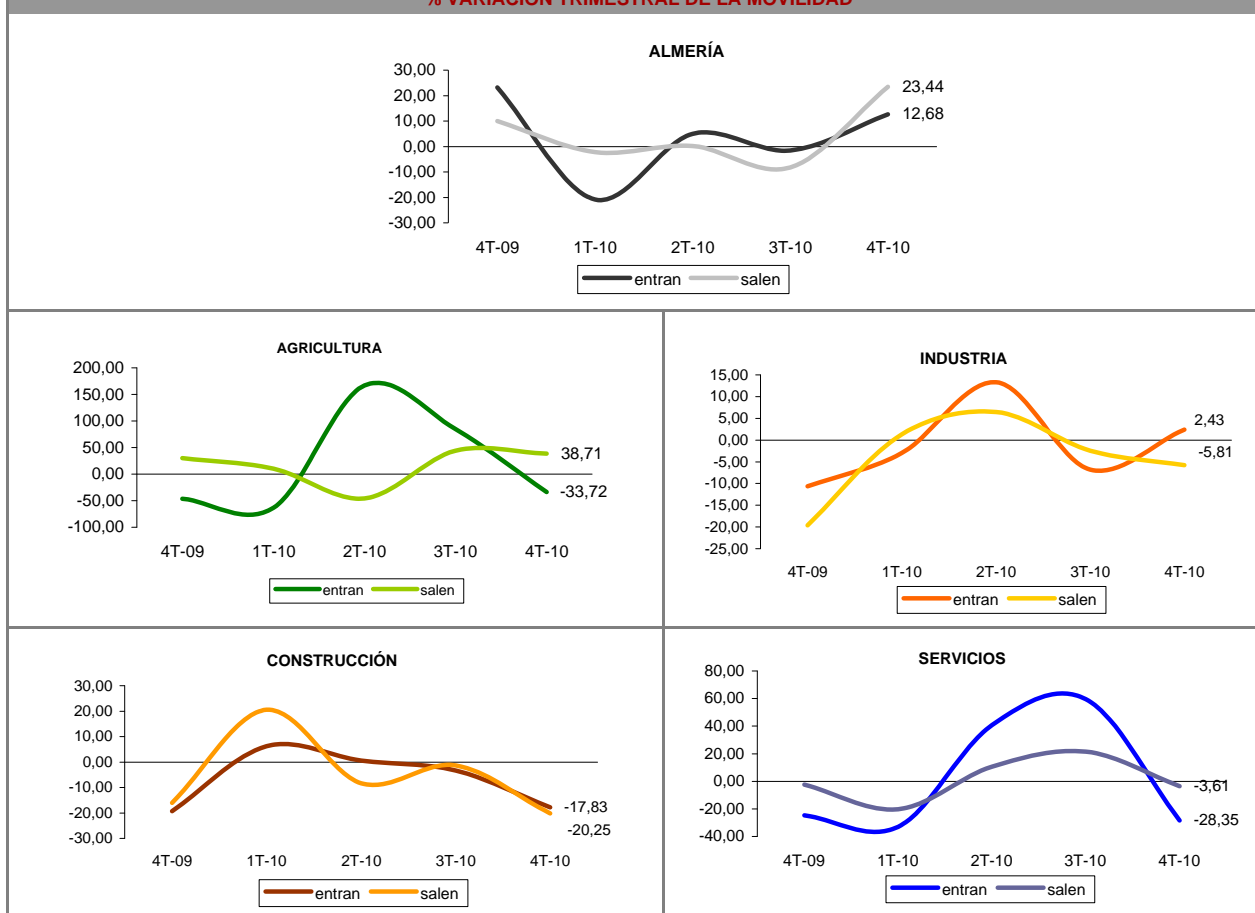 % VARIACIÓN TRIMESTRAL DE LA MOVILIDAD
ALMERÍA
30,00
20,00
10,00
0,00
-10,00
-20,00
-30,00
23,44
12,68
4T-09 1T-10 2T-10 3T-10 4T-10
entran salen
AGRICULTURA
200,00
150,00
100,00
50,00
0,00
-50,00
-100,00
38,71
-33,72
4T-09 1T-10 2T-10 3T-10 4T-10
entran salen
INDUSTRIA
15,00
10,00
5,00
0,00
-5,00
-10,00
-15,00
-20,00
-25,00
2,43
-5,81
4T-09 1T-10 2T-10 3T-10 4T-10
entran salen
CONSTRUCCIÓN
30,00
20,00
10,00
0,00
-10,00
-20,00
-30,00
-17,83
-20,25
4T-09 1T-10 2T-10 3T-10 4T-10
entran salen
SERVICIOS
80,00
60,00
40,00
20,00
0,00
-20,00
-40,00
-3,61
-28,35
4T-09 1T-10 2T-10 3T-10 4T-10
entran salen